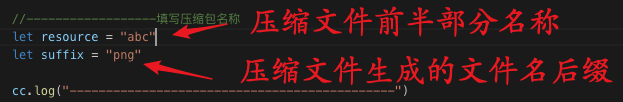 //------------------填写压缩包名称
let resource = "abc"
压缩文件前半部分名称
let suffix = "png"
压缩文件生成的文件名后缀
cc.log("---------------------------------------------")